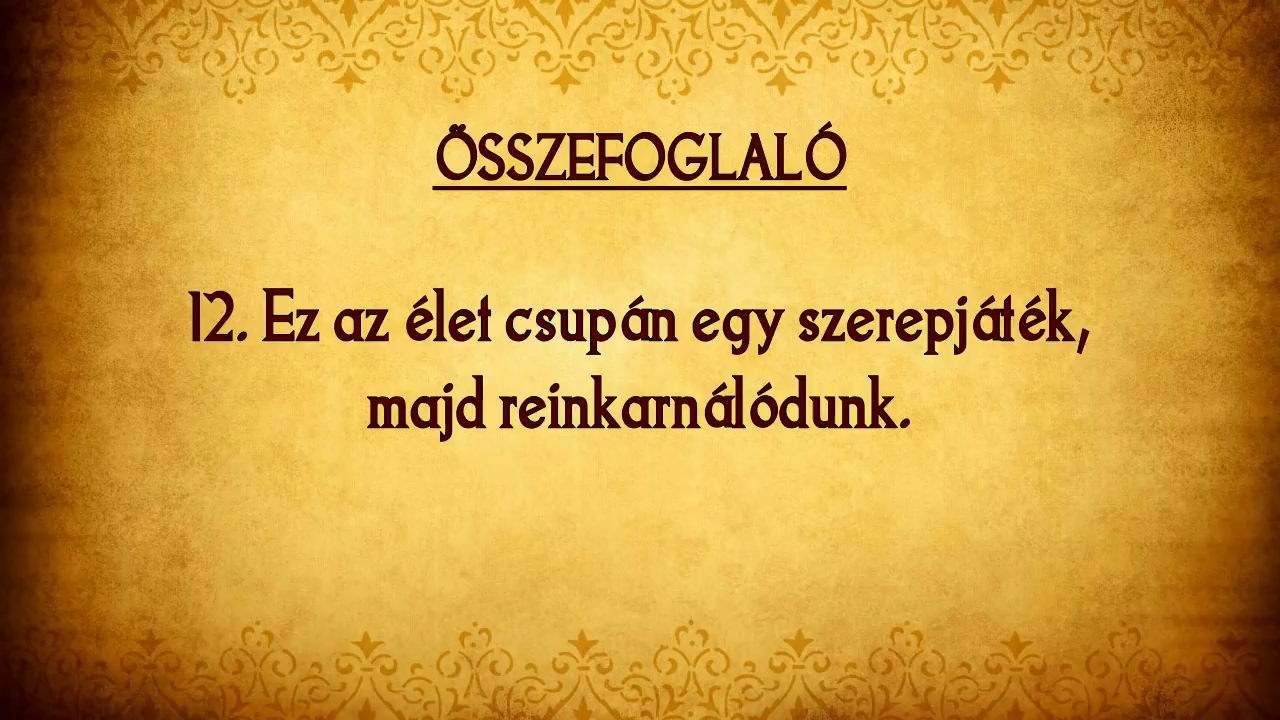 ÖSSZEFOGLALÓ
12. Ez az élet csupán egy szerepjáték,
majd reinkarnálódunk.